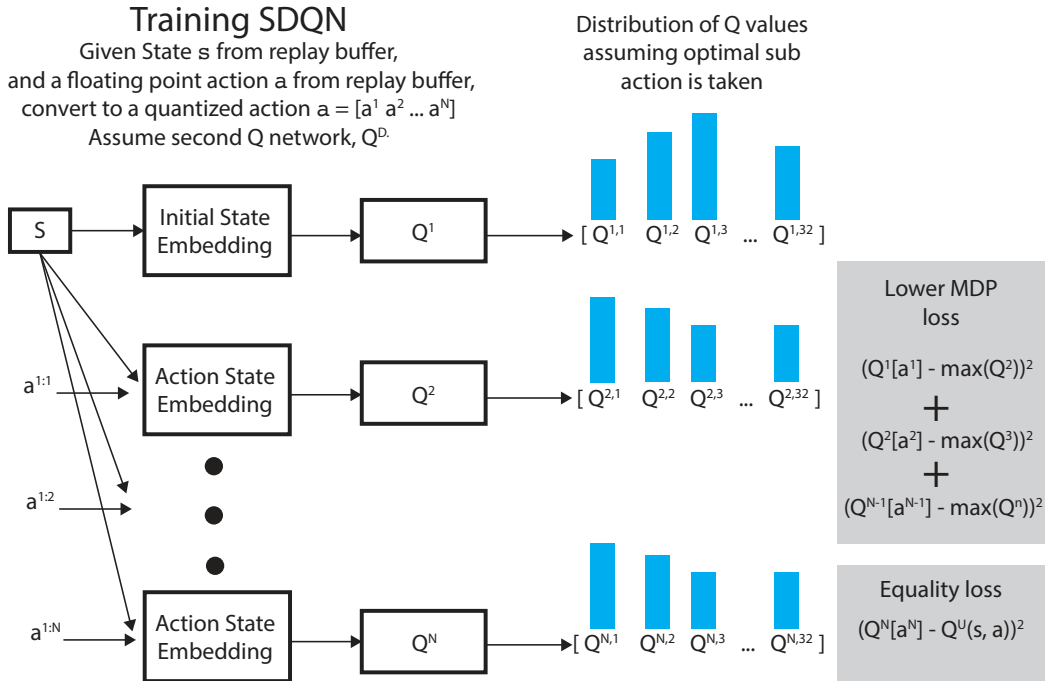 Training SDQN
Given State s from replay buffer,
and a floating point action a from replay buffer,
convert to a quantized action a = [a¹ a² ... aᴺ]
Assume second Q network, Qᴰ·
Distribution of Q values
assuming optimal sub
action is taken
S
Initial State
Embedding
Q¹
[ Q¹,¹ Q¹,² Q¹,³ ... Q¹,³² ]
a¹:¹
Action State
Embedding
Q²
[ Q²,¹ Q²,² Q²,³ ... Q²,³² ]
a¹:²
a¹:ᴺ
Action State
Embedding
Qᴺ
[ Qᴺ,¹ Qᴺ,² Qᴺ,³ ... Qᴺ,³² ]
Lower MDP
loss
(Q¹[a¹] - max(Q²))²
+
(Q²[a²] - max(Q³))²
+
(Qᴺ⁻¹[aᴺ⁻¹] - max(Qⁿ))²
Equality loss
(Qᴺ[aᴺ] - Qᵁ(s, a))²